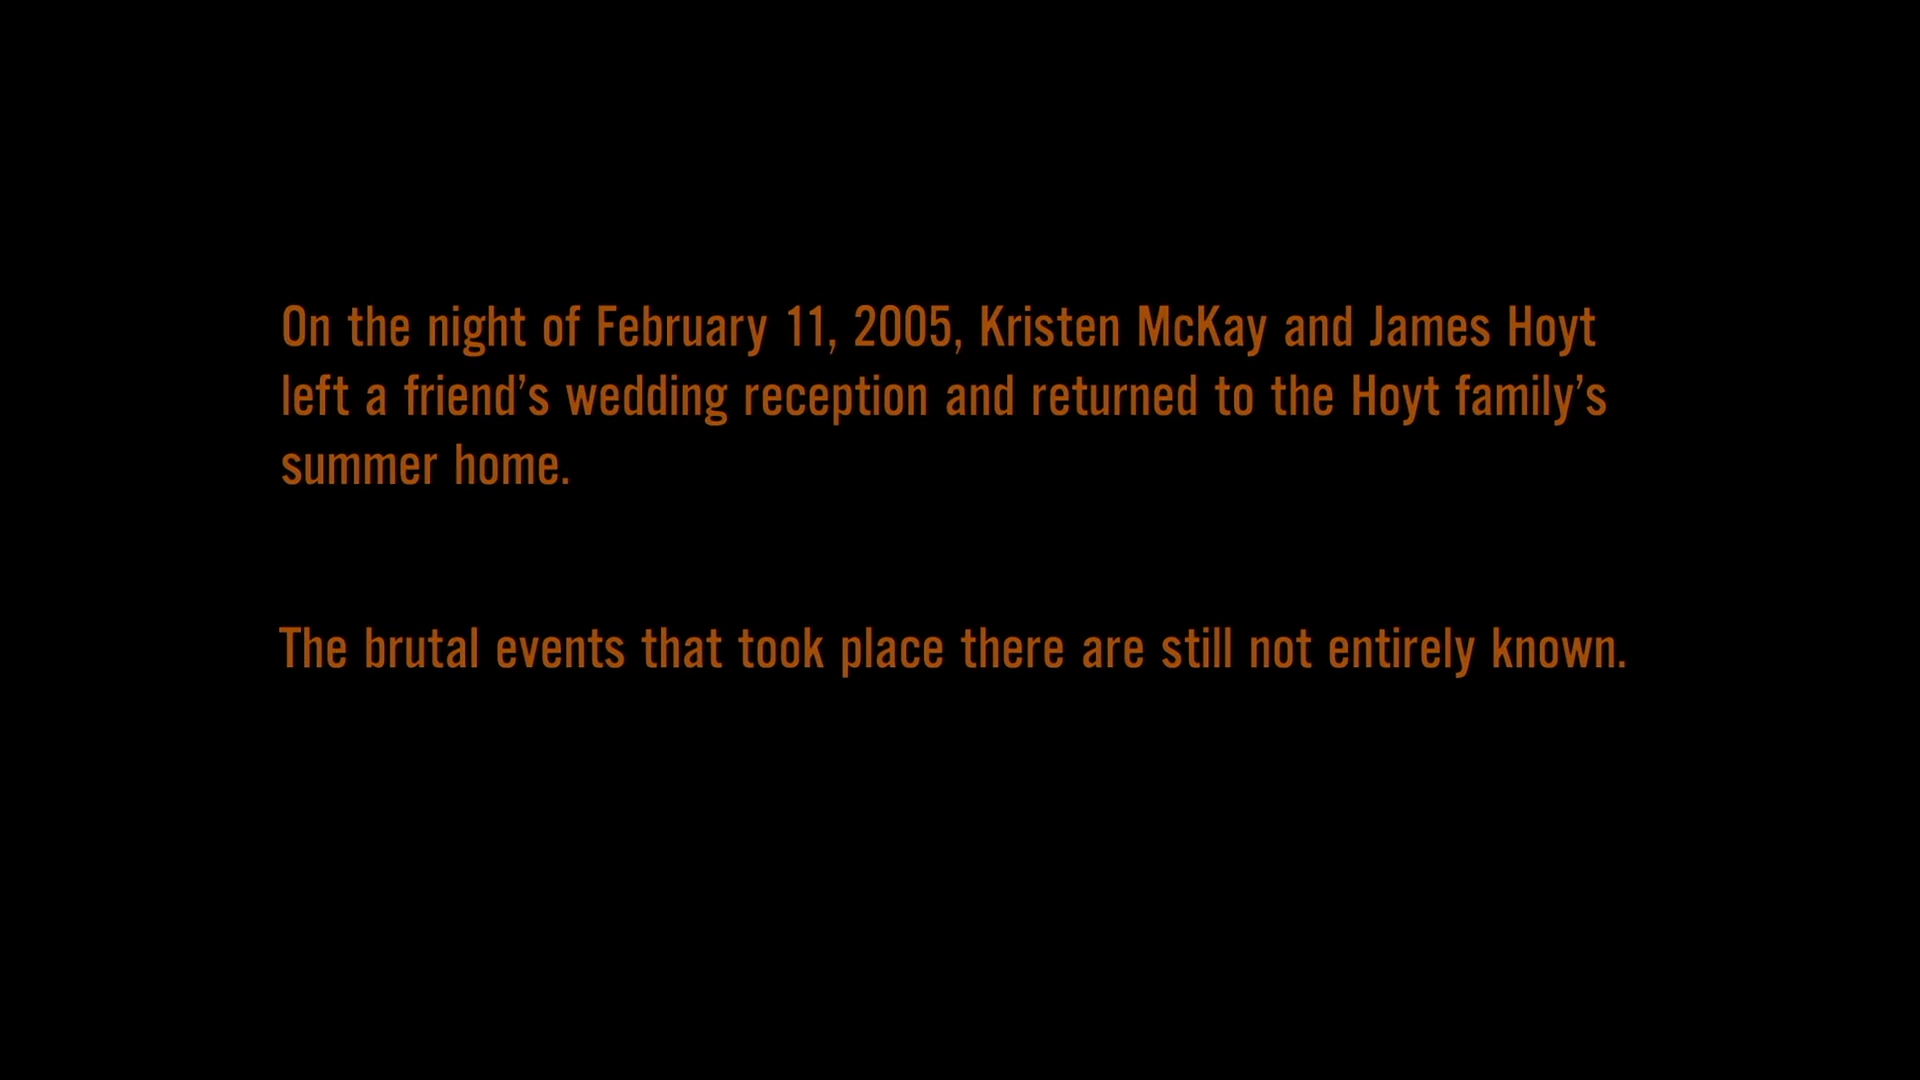 On the night of February 11, 2005, Kristen McKay and James Hoyt
left a friend’s wedding reception and returned to the Hoyt family’s
summer home.
The brutal events that took place there are still not entirely known.